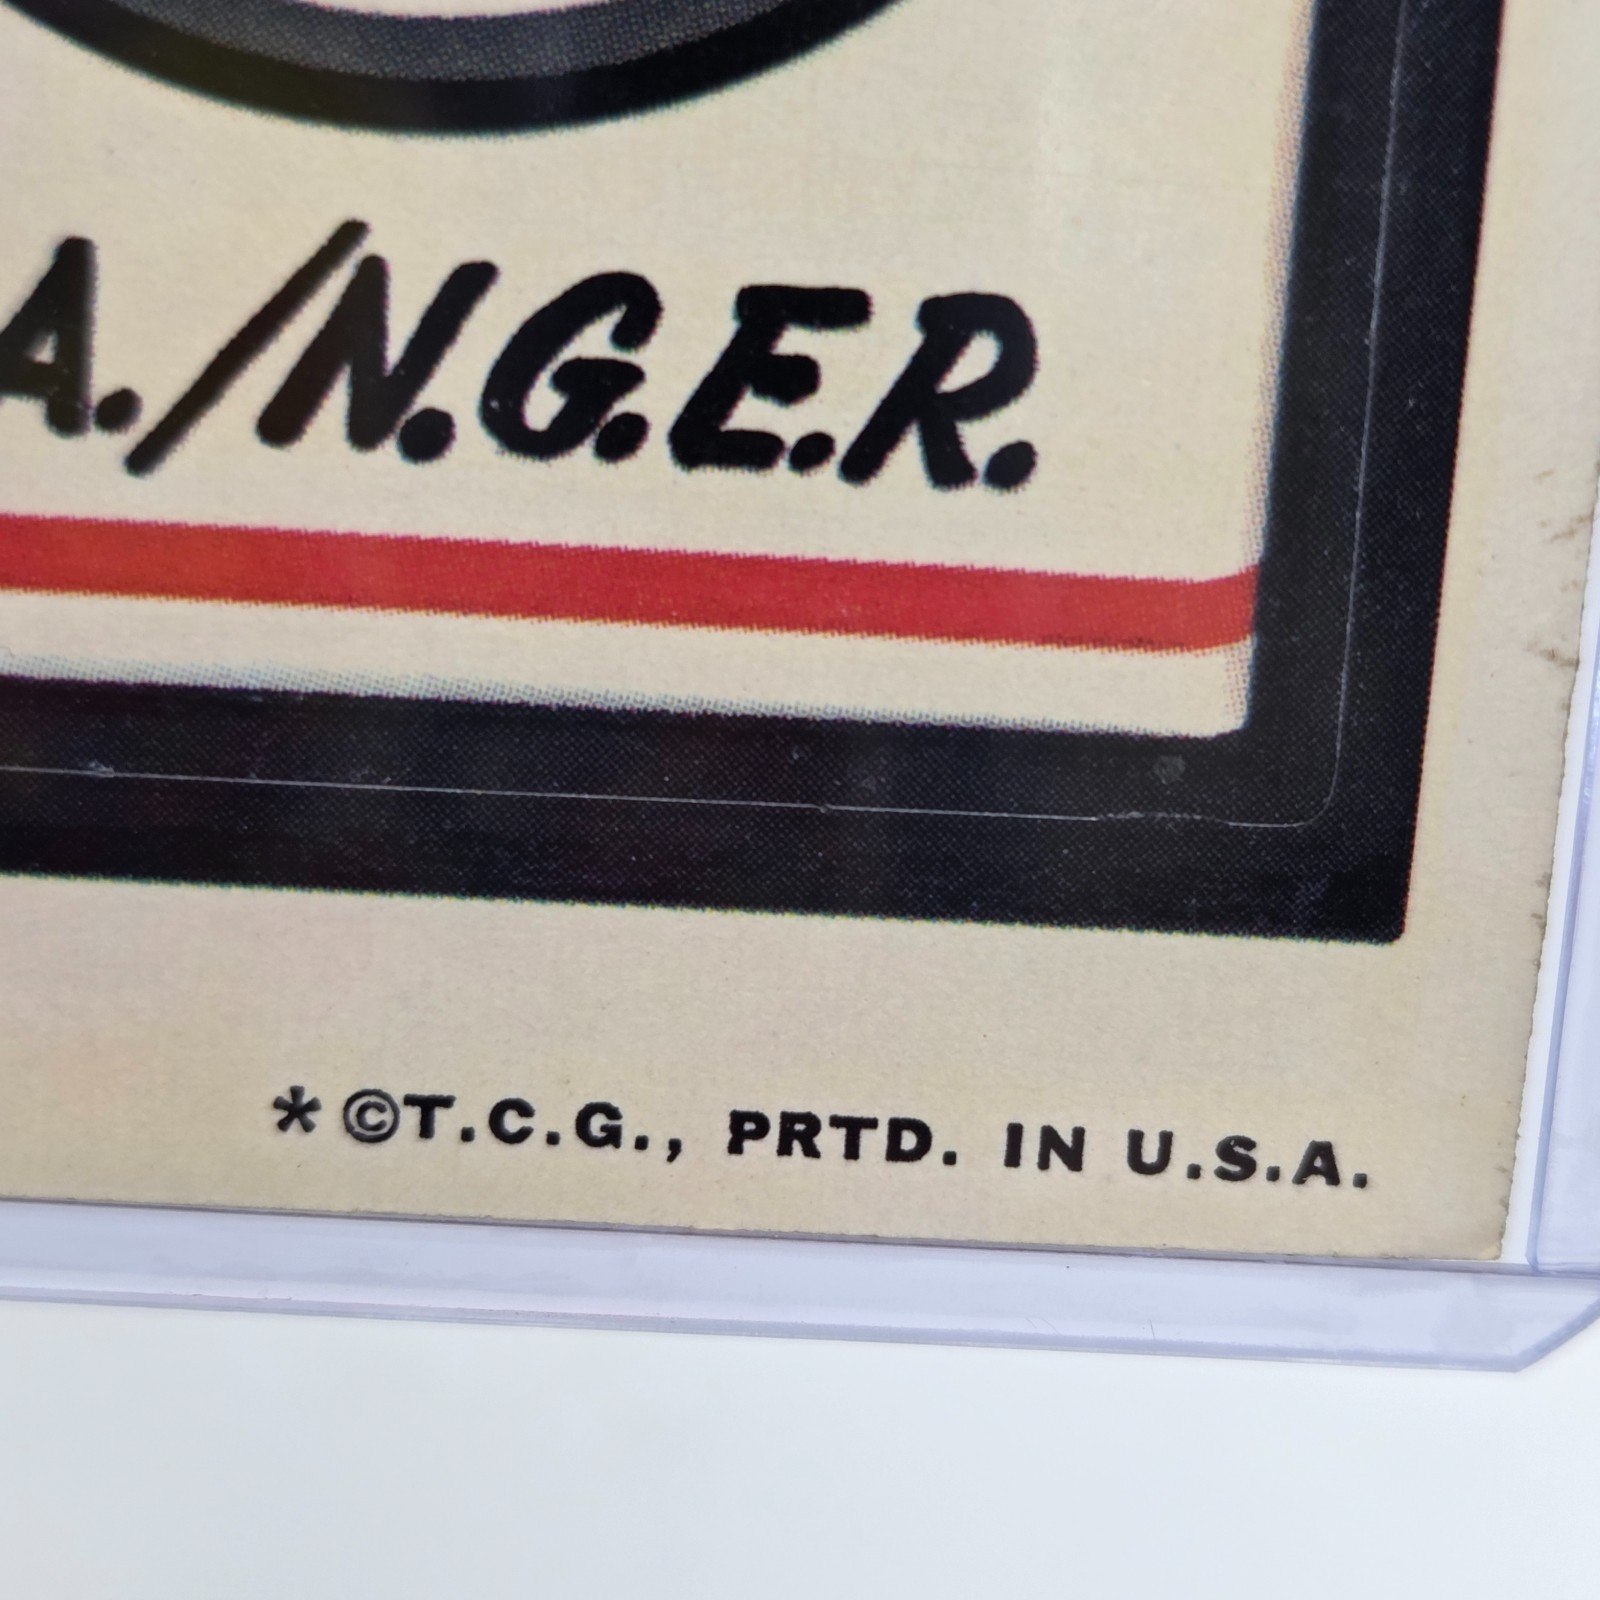 A./N.G.E.R.
*©T.C.G., PRTD. IN U.S.A.